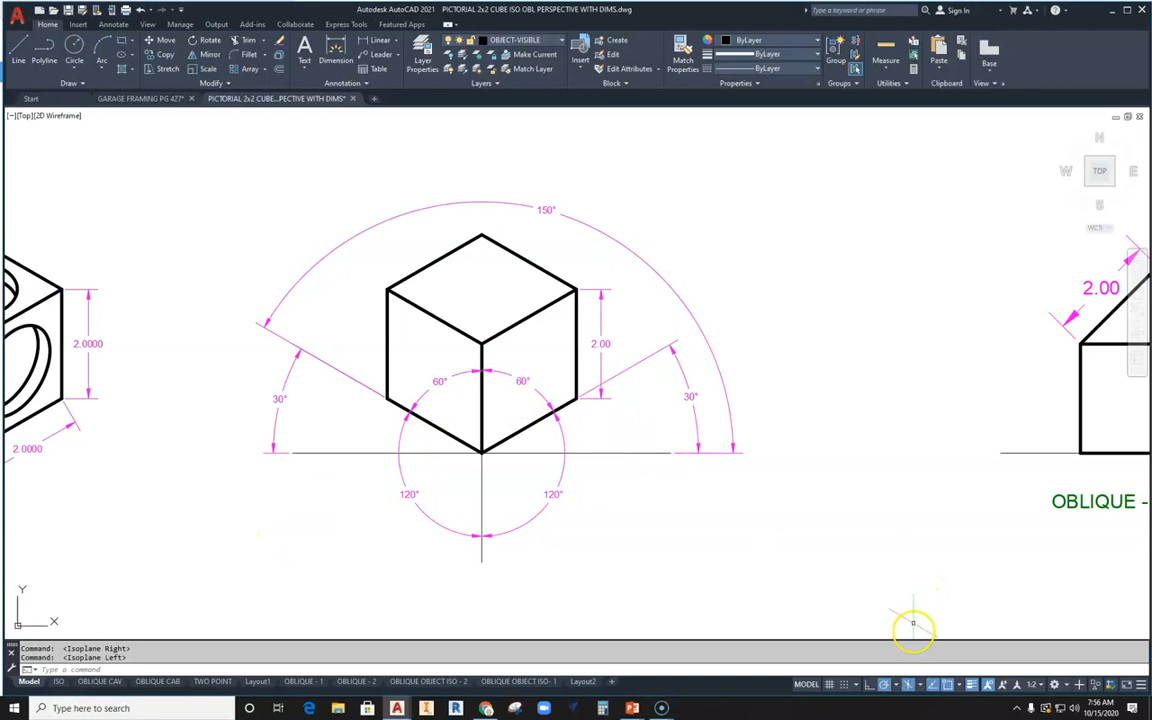 Autodesk AutoCAD 2021 PICTORIAL 2x2 CUBE ISO OBL PERSPECTIVE WITH DIMS.dwg
Type a keyword or phrase
Sign In
Home Insert Annotate Parametric View Manage Output Add-ins Collaborate Express Tools Featured Apps
Line Polyline Circle Arc
Move Rotate Trim
Copy Mirror Fillet
Stretch Scale Array
Text Dimension
Linear
Leader
Table
Layer Properties
OBJECT-VISIBLE
Make Current
Match Layer
Insert
Create
Edit
Edit Attributes
Match Properties
ByLayer
ByLayer
ByLayer
Group
Measure
Paste
Base
Draw Modify Annotation Layers Block Properties Groups Utilities Clipboard View
Start GARAGE FRAMING PG 427* PICTORIAL 2x2 CUBE...PECTIVE WITH DIMS*
[−][Top][2D Wireframe]
N
W TOP E
S
WCS
150°
2.00
2.0000
2.00
60° 60°
30° 30°
2.0000
120° 120°
OBLIQUE -
Y
X
Command: <Isoplane Right>
Command: <Isoplane Left>
Type a command
Model ISO OBLIQUE CAV OBLIQUE CAB TWO POINT Layout1 OBLIQUE - 1 OBLIQUE - 2 OBLIQUE OBJECT ISO - 2 OBLIQUE OBJECT ISO- 1 Layout2
MODEL 1:2
Type here to search
7:56 AM
10/15/2020